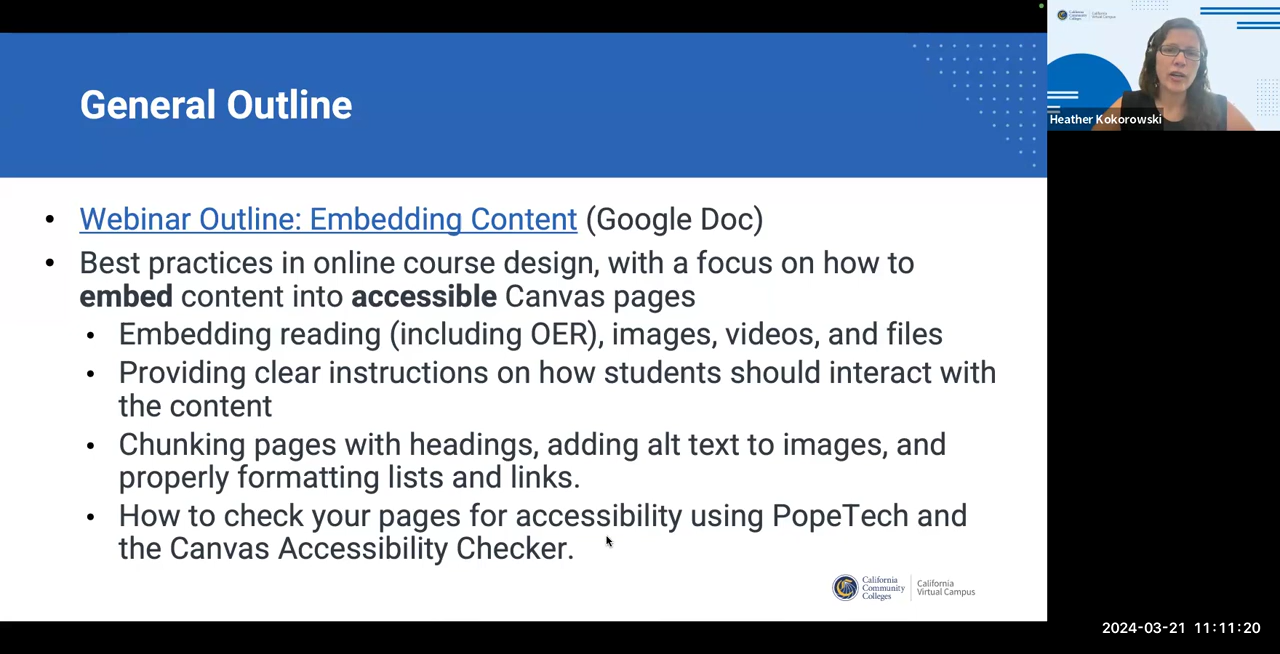 General Outline
Webinar Outline: Embedding Content (Google Doc)
Best practices in online course design, with a focus on how to
embed content into accessible Canvas pages
Embedding reading (including OER), images, videos, and files
Providing clear instructions on how students should interact with
the content
Chunking pages with headings, adding alt text to images, and
properly formatting lists and links.
How to check your pages for accessibility using PopeTech and
the Canvas Accessibility Checker.
California
Community
Colleges
California
Virtual Campus
Heather Kokorowski
2024-03-21 11:11:20